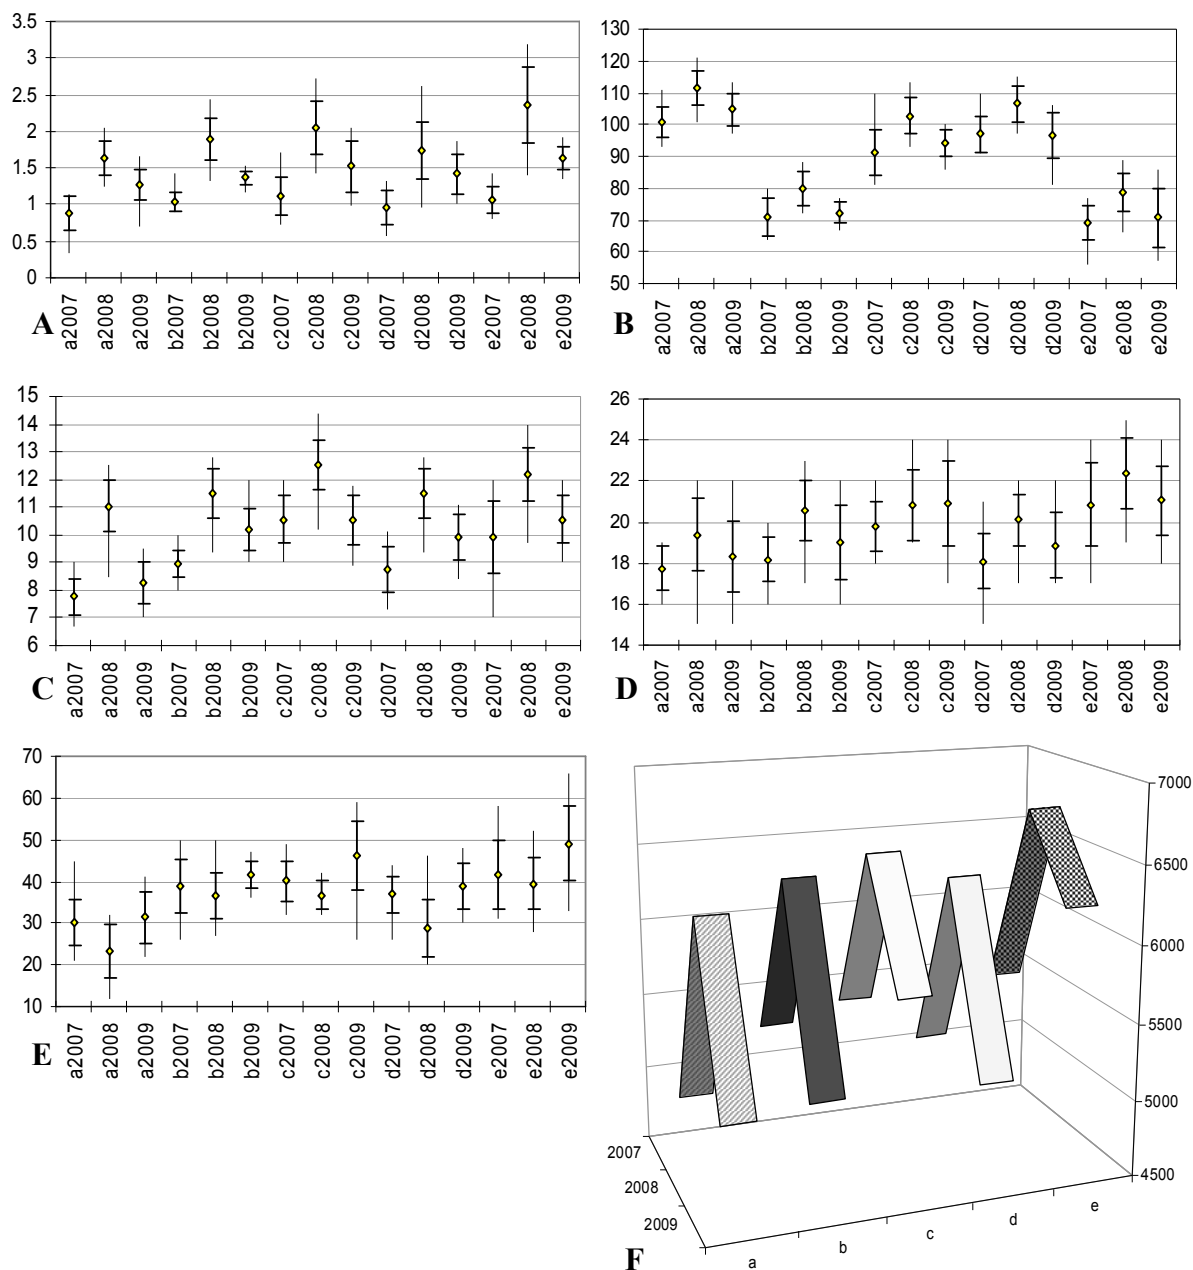 3.5
3
2.5
2
1.5
1
0.5
0
A
a2007
a2008
a2009
b2007
b2008
b2009
c2007
c2008
c2009
d2007
d2008
d2009
e2007
e2008
e2009
130
120
110
100
90
80
70
60
50
B
a2007
a2008
a2009
b2007
b2008
b2009
c2007
c2008
c2009
d2007
d2008
d2009
e2007
e2008
e2009
15
14
13
12
11
10
9
8
7
6
C
a2007
a2008
a2009
b2007
b2008
b2009
c2007
c2008
c2009
d2007
d2008
d2009
e2007
e2008
e2009
26
24
22
20
18
16
14
D
a2007
a2008
a2009
b2007
b2008
b2009
c2007
c2008
c2009
d2007
d2008
d2009
e2007
e2008
e2009
70
60
50
40
30
20
10
E
a2007
a2008
a2009
b2007
b2008
b2009
c2007
c2008
c2009
d2007
d2008
d2009
e2007
e2008
e2009
7000
6500
6000
5500
5000
4500
2007
2008
2009
F
a
b
c
d
e